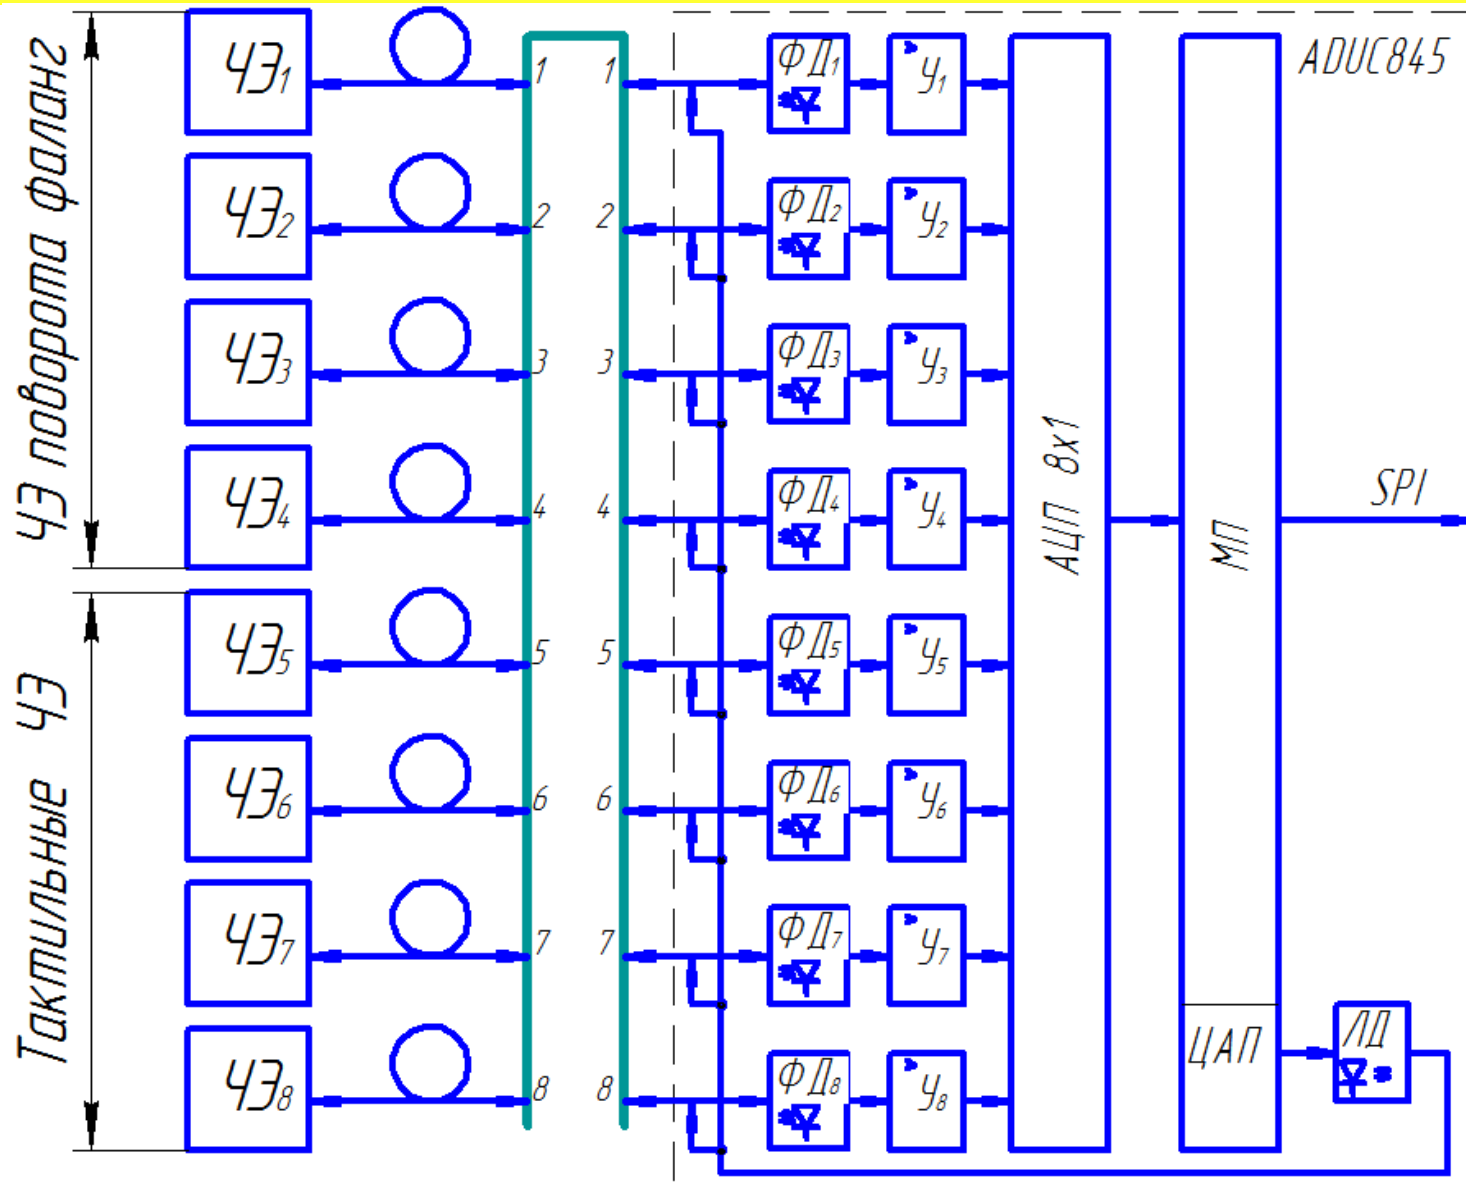 ЧЭ поворота фаланг
Тактильные ЧЭ
ЧЭ1
1
1
ФД1
У1
ADUC845
ЧЭ2
2
2
ФД2
У2
ЧЭ3
3
3
ФД3
У3
ЧЭ4
4
4
ФД4
У4
АЦП 8х1
МП
SPI
ЧЭ5
5
5
ФД5
У5
ЧЭ6
6
6
ФД6
У6
ЧЭ7
7
7
ФД7
У7
ЧЭ8
8
8
ФД8
У8
ЦАП
ЛД